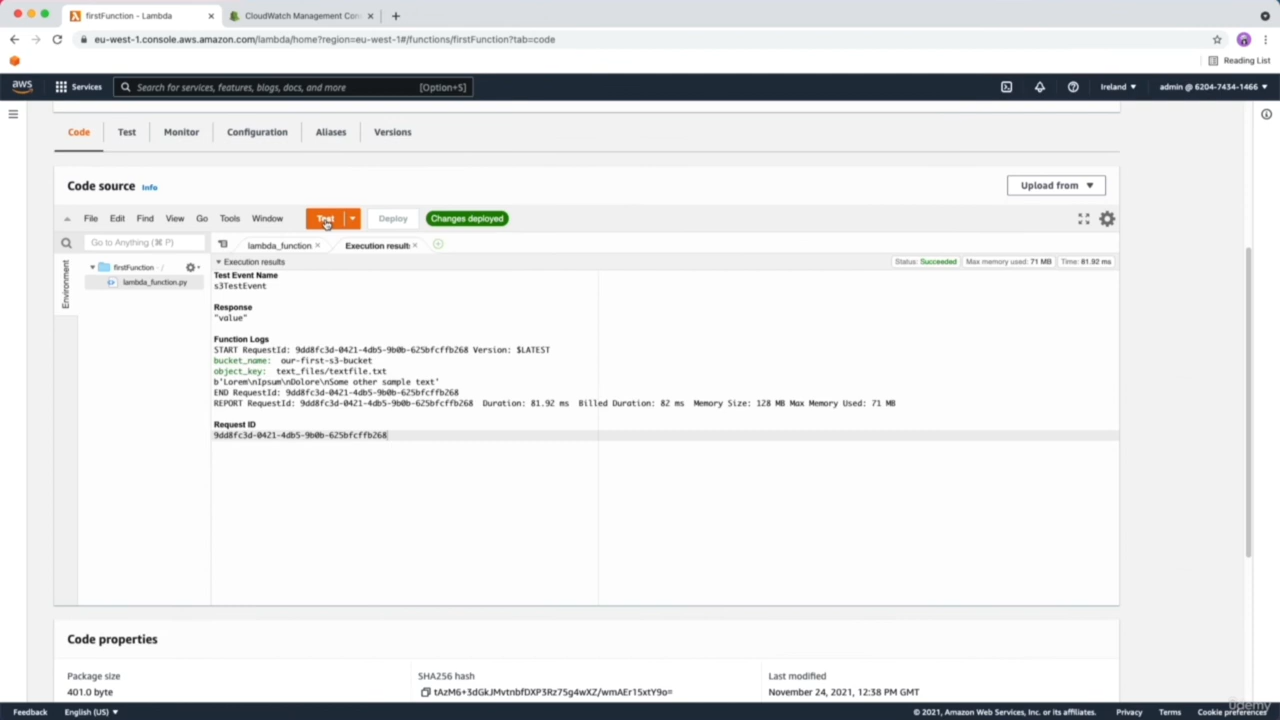 firstFunction - Lambda
CloudWatch Management Con
eu-west-1.console.aws.amazon.com/lambda/home?region=eu-west-1#/functions/firstFunction?tab=code
Reading List
aws
Services
Search for services, features, blogs, docs, and more
[Option+S]
Ireland
admin @ 6204-7434-1466
Code
Test
Monitor
Configuration
Aliases
Versions
Code source
Info
Upload from
File
Edit
Find
View
Go
Tools
Window
Test
Deploy
Changes deployed
Go to Anything (⌘ P)
lambda_function
Execution result
Environment
firstFunction /
lambda_function.py
Execution results
Status: Succeeded
Max memory used: 71 MB
Time: 81.92 ms
Test Event Name
s3TestEvent
Response
"value"
Function Logs
START RequestId: 9dd8fc3d-0421-4db5-9b0b-625bfcffb268 Version: $LATEST
bucket_name: our-first-s3-bucket
object_key: text_files/textfile.txt
b'Lorem\nIpsum\nDolore\nSome other sample text'
END RequestId: 9dd8fc3d-0421-4db5-9b0b-625bfcffb268
REPORT RequestId: 9dd8fc3d-0421-4db5-9b0b-625bfcffb268 Duration: 81.92 ms Billed Duration: 82 ms Memory Size: 128 MB Max Memory Used: 71 MB
Request ID
9dd8fc3d-0421-4db5-9b0b-625bfcffb268
Code properties
Package size
401.0 byte
SHA256 hash
tAzM6+3dGkJMvtnbfDXP3Rz75g4wXZ/wmAEr15xtY9o=
Last modified
November 24, 2021, 12:38 PM GMT
Feedback
English (US)
© 2021, Amazon Web Services, Inc. or its affiliates.
Privacy
Terms
Cookie preferences
udemy